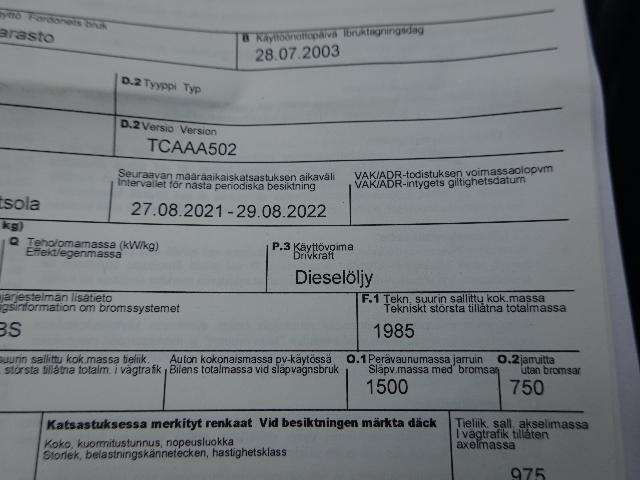 Fordonets bruk
arasto
B Käyttöönottopäivä Ibruktagningsdag
28.07.2003
D.2 Tyyppi Typ
D.2 Versio Version
TCAAA502
Seuraavan määräaikaiskatsastuksen aikaväli
Intervallet för nästa periodiska besiktning
27.08.2021 - 29.08.2022
VAK/ADR-todistuksen voimassaolopvm
VAK/ADR-intygets giltighetsdatum
tsola
kg)
Q Teho/omamassa (kW/kg)
Effekt/egenmassa
P.3 Käyttövoima
Drivkraft
Dieselöljy
järjestelmän lisätieto
gsinformation om bromssystemet
BS
F.1 Tekn. suurin sallittu kok.massa
Tekniskt största tillåtna totalmassa
1985
suurin sallittu kok.massa tieliik.
. största tillåtna totalm. i vägtrafik
Auton kokonaismassa pv-käytössä
Bilens totalmassa vid släpvagnsbruk
O.1 Perävaunumassa jarruin
Släpv.massa med bromsar
1500
O.2 jarruitta
utan bromsar
750
Katsastuksessa merkityt renkaat Vid besiktningen märkta däck
Koko, kuormitustunnus, nopeusluokka
Storlek, belastningskännetecken, hastighetsklass
Tieliik. sall. akselimassa
I vägtrafik tillåten
axelmassa
975